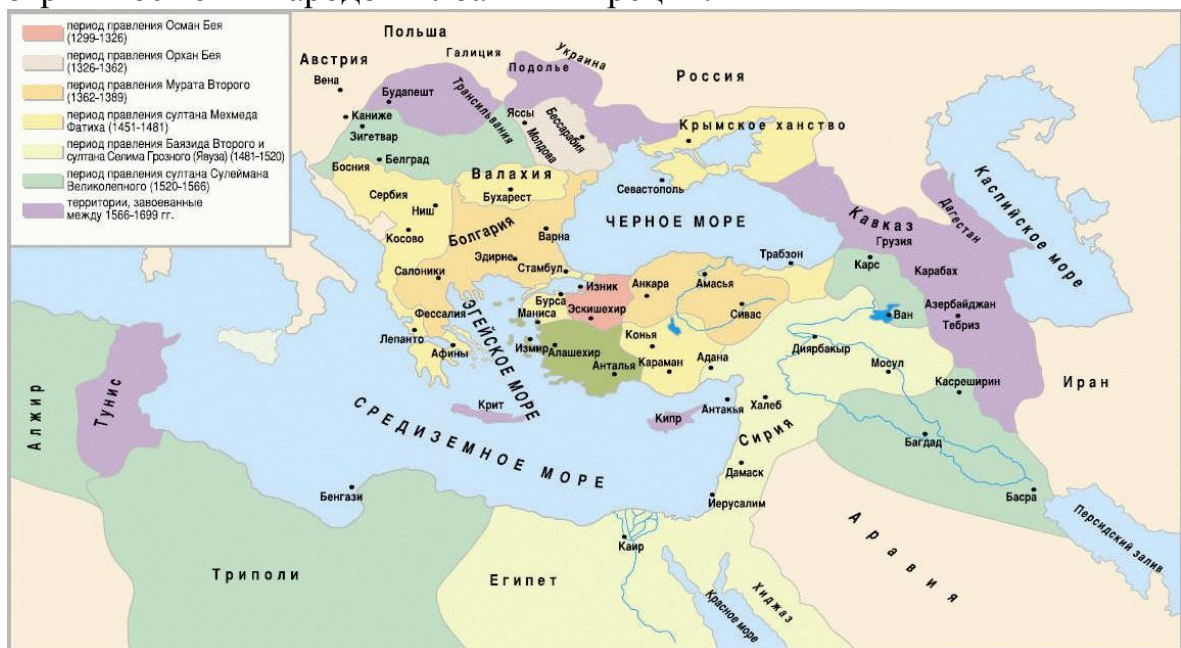 период правления Осман Бея
(1299-1326)
период правления Орхан Бея
(1326-1362)
период правления Мурата Второго
(1362-1389)
период правления султана Мехмеда
Фатиха (1451-1481)
период правления Баязида Второго и
султана Селима Грозного (Явуза) (1481-1520)
период правления султана Сулеймана
Великолепного (1520-1566)
территории, завоеванные
между 1566-1699 гг.
Польша
Австрия
Галиция
Украина
Подолье
Россия
Вена
Будапешт
Трансильвания
Каниже
Зигетвар
Яссы
Молдова
Бессарабия
Крымское ханство
Белград
Босния
Валахия
Бухарест
Севастополь
Сербия
Ниш
Косово
Болгария
Варна
ЧЕРНОЕ МОРЕ
Кавказ
Дагестан
Каспийское море
Грузия
Эдирне
Стамбул
Трабзон
Карс
Карабах
Салоники
Изник
Анкара
Амасья
Бурса
Эскишехир
Сивас
Ван
Азербайджан
Тебриз
Маниса
Фессалия
ЭГЕЙСКОЕ МОРЕ
Лепанто
Афины
Измир
Алашехир
Конья
Анталья
Караман
Адана
Диярбакыр
Мосул
Касреширин
Иран
Алжир
Тунис
Крит
Кипр
Антакья
Халеб
Сирия
СРЕДИЗЕМНОЕ МОРЕ
Багдад
Дамаск
Басра
Бенгази
Иерусалим
Персидский залив
Каир
Аравия
Триполи
Египет
Красное море
Хиджаз